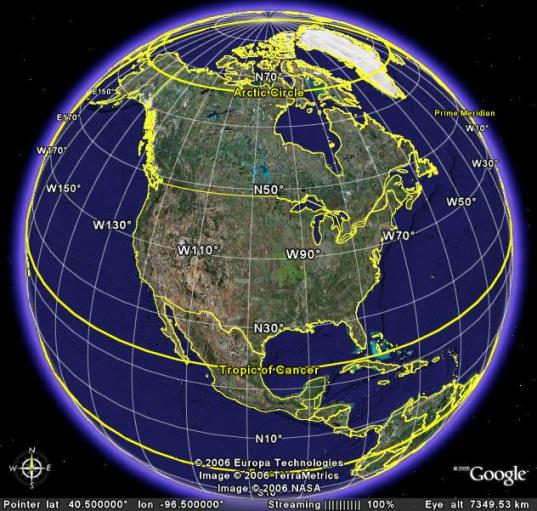 N70°
Arctic Circle
E150°
Prime Meridian
E170°
W10°
W170°
W30°
W150°
N50°
W50°
W130°
W110°
W90°
W70°
N30°
Tropic of Cancer
N10°
N
W E
S
© 2006 Europa Technologies
Image © 2006 TerraMetrics
Image © 2006 NASA
S10°
© 2005 Google
Pointer lat 40.500000° lon -96.500000° Streaming |||||||||| 100% Eye alt 7349.53 km